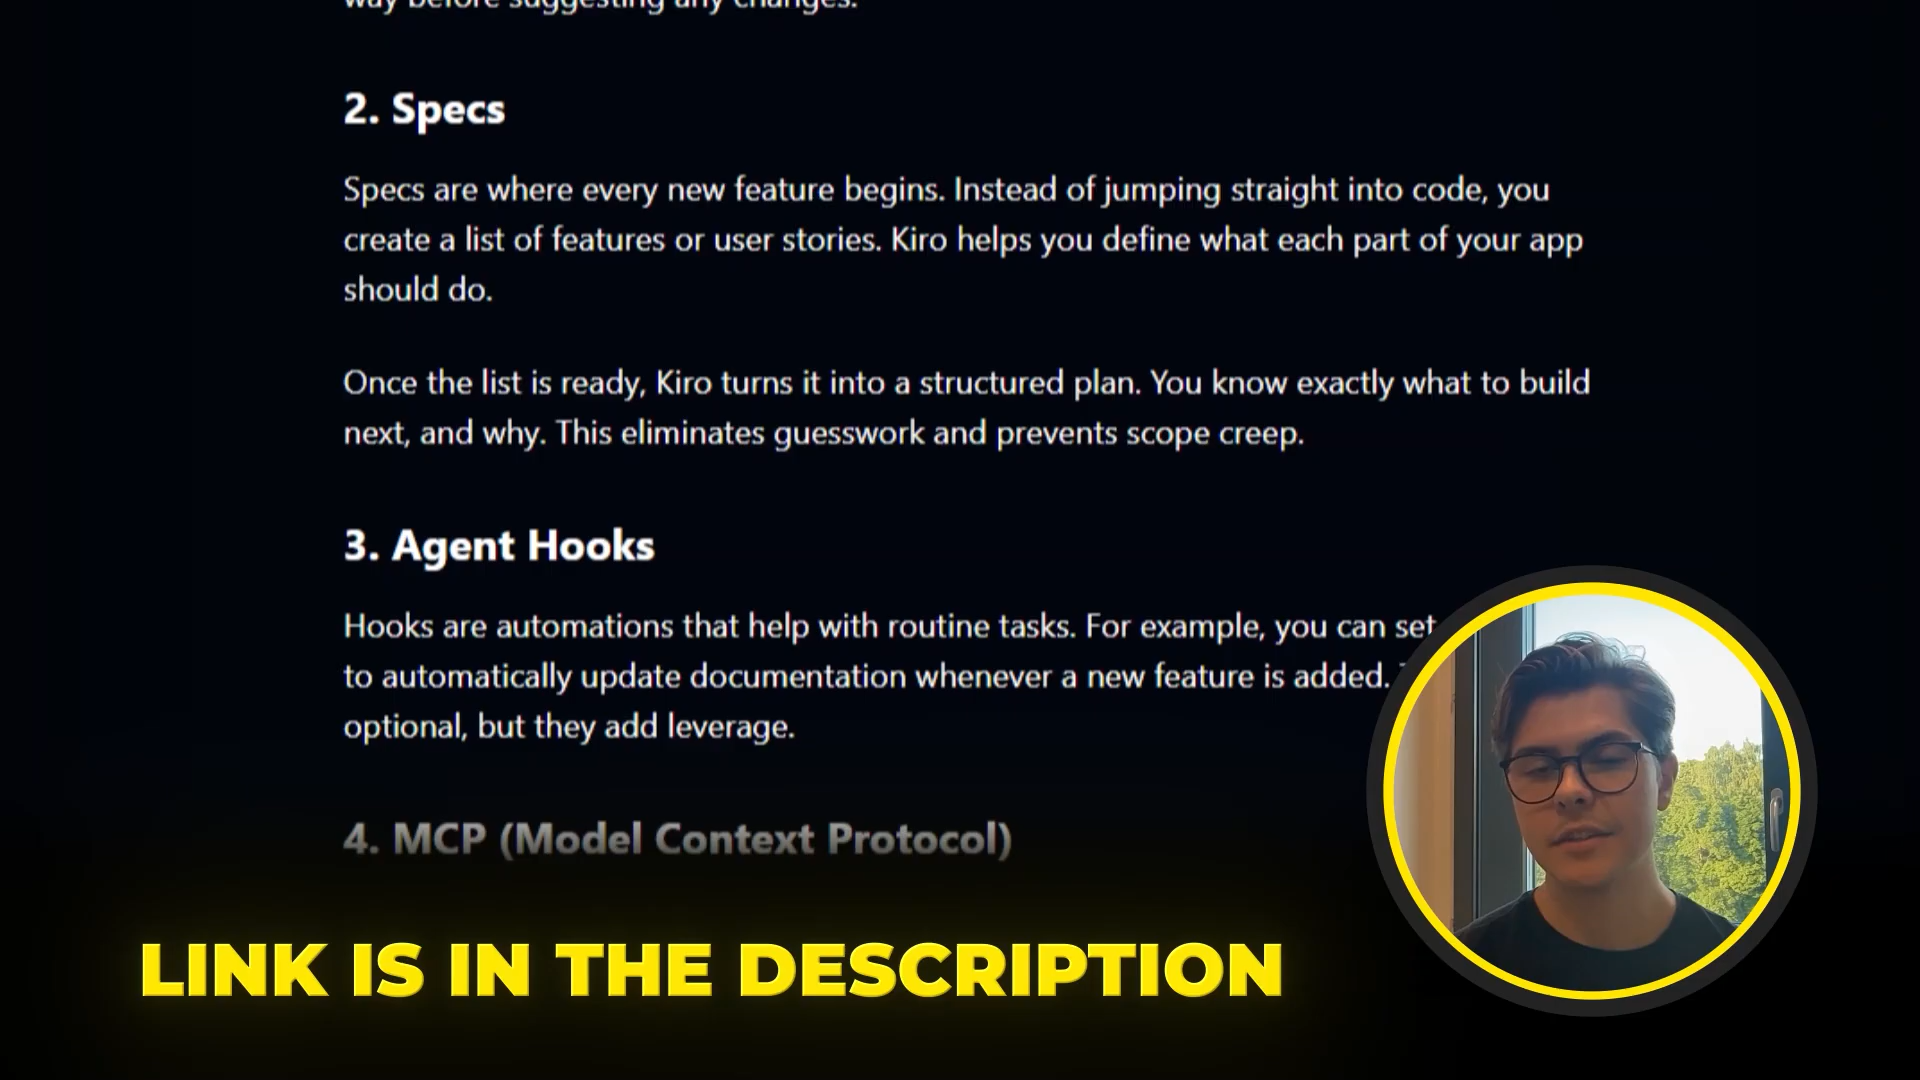 way before suggesting any changes.
2. Specs
Specs are where every new feature begins. Instead of jumping straight into code, you
create a list of features or user stories. Kiro helps you define what each part of your app
should do.
Once the list is ready, Kiro turns it into a structured plan. You know exactly what to build
next, and why. This eliminates guesswork and prevents scope creep.
3. Agent Hooks
Hooks are automations that help with routine tasks. For example, you can set
to automatically update documentation whenever a new feature is added.
optional, but they add leverage.
4. MCP (Model Context Protocol)
LINK IS IN THE DESCRIPTION